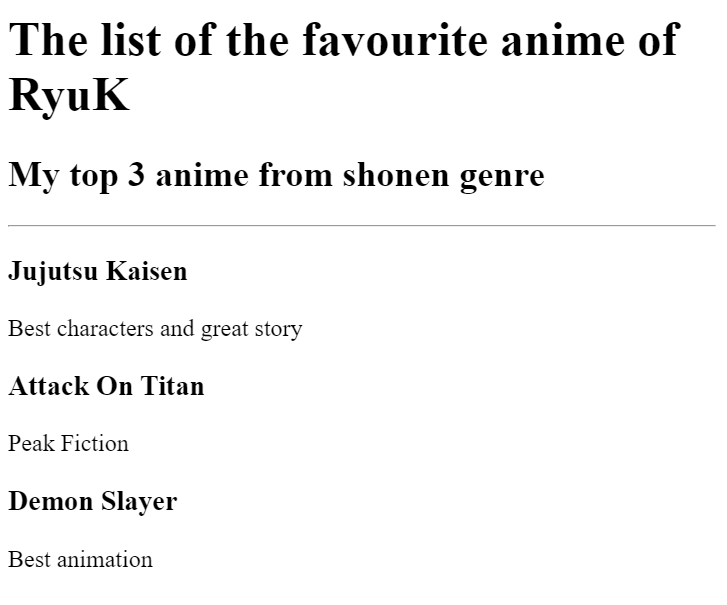 The list of the favourite anime of
RyuK
My top 3 anime from shonen genre
Jujutsu Kaisen
Best characters and great story
Attack On Titan
Peak Fiction
Demon Slayer
Best animation